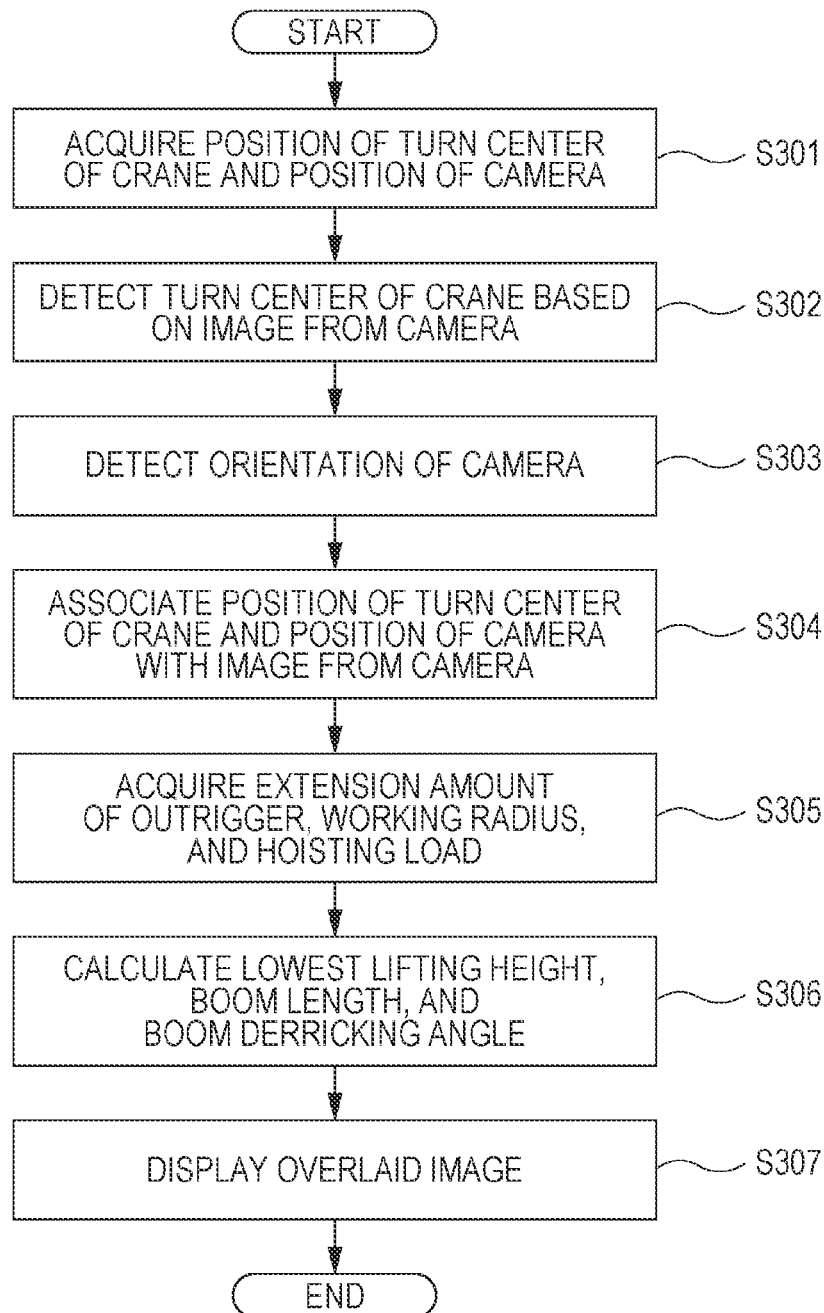 START
ACQUIRE POSITION OF TURN CENTER
OF CRANE AND POSITION OF CAMERA
S301
DETECT TURN CENTER OF CRANE BASED
ON IMAGE FROM CAMERA
S302
DETECT ORIENTATION OF CAMERA
S303
ASSOCIATE POSITION OF TURN CENTER
OF CRANE AND POSITION OF CAMERA
WITH IMAGE FROM CAMERA
S304
ACQUIRE EXTENSION AMOUNT
OF OUTRIGGER, WORKING RADIUS,
AND HOISTING LOAD
S305
CALCULATE LOWEST LIFTING HEIGHT,
BOOM LENGTH, AND
BOOM DERRICKING ANGLE
S306
DISPLAY OVERLAID IMAGE
S307
END